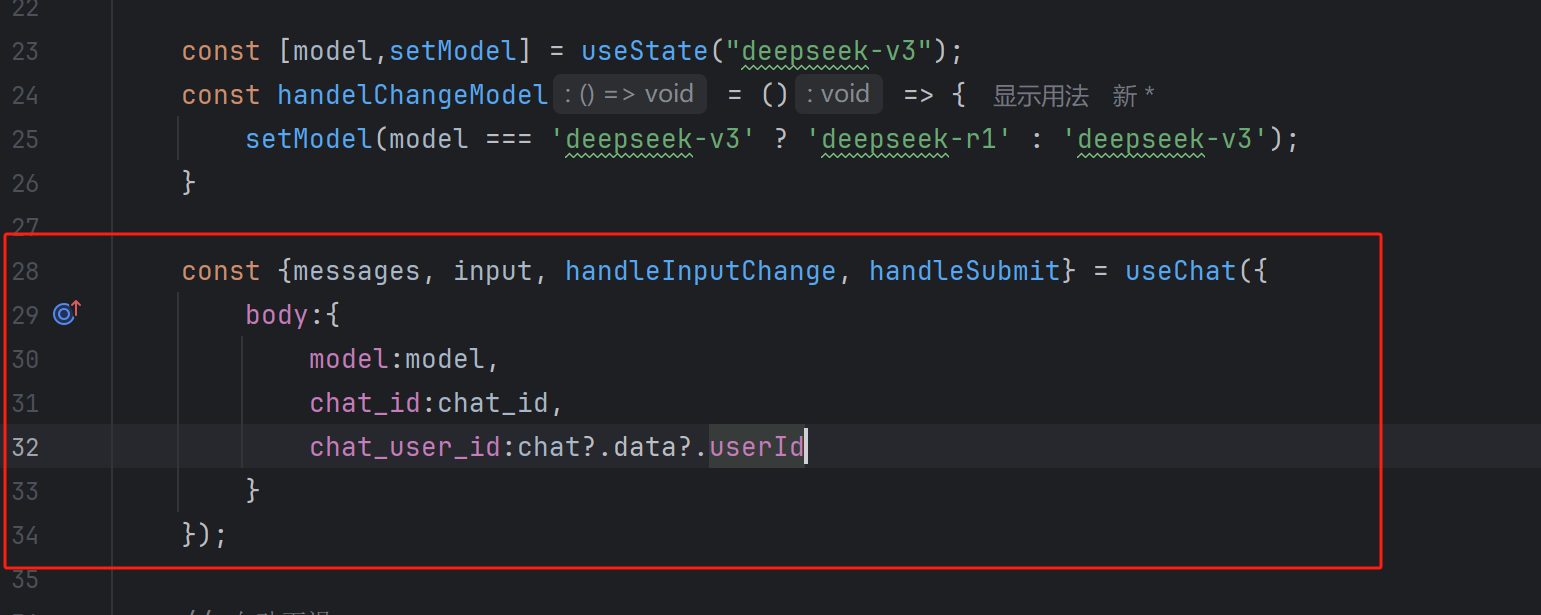 22
23 const [model,setModel] = useState("deepseek-v3");
24 const handelChangeModel : () => void = () : void => { 显示用法 新 *
25 setModel(model === 'deepseek-v3' ? 'deepseek-r1' : 'deepseek-v3');
26 }
27
28 const {messages, input, handleInputChange, handleSubmit} = useChat({
29 body:{
30 model:model,
31 chat_id:chat_id,
32 chat_user_id:chat?.data?.userId
33 }
34 });
35
//